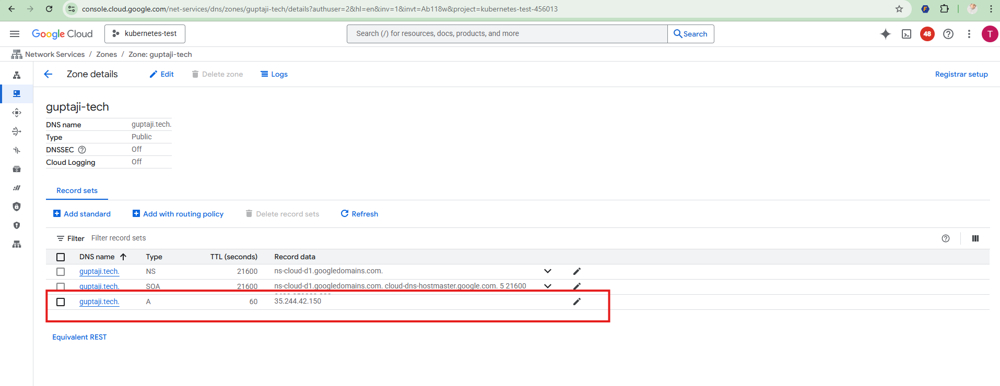 console.cloud.google.com/net-services/dns/zones/guptaji-tech/details?authuser=2&hl=en&inv=1&invt=Ab118w&project=kubernetes-test-456013
F
Google Cloud
kubernetes-test
Search (/) for resources, docs, products, and more
Search
48
T
Network Services / Zones / Zone: guptaji-tech
Zone details
Edit
Delete zone
Logs
Registrar setup
guptaji-tech
DNS name guptaji.tech.
Type Public
DNSSEC Off
Cloud Logging Off
Record sets
Add standard
Add with routing policy
Delete record sets
Refresh
Filter Filter record sets
DNS name Type TTL (seconds) Record data
guptaji.tech. NS 21600 ns-cloud-d1.googledomains.com.
guptaji.tech. SOA 21600 ns-cloud-d1.googledomains.com. cloud-dns-hostmaster.google.com. 5 21600
guptaji.tech. A 60 35.244.42.150
Equivalent REST